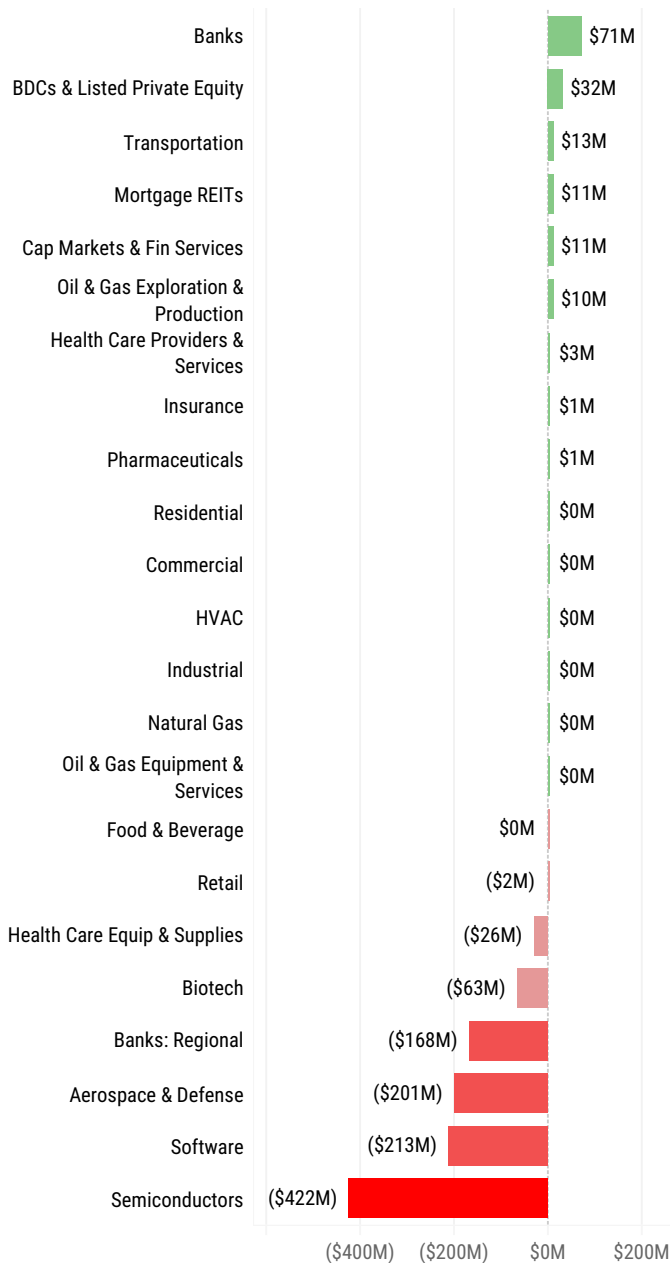 Banks
$71M
BDCs & Listed Private Equity
$32M
Transportation
$13M
Mortgage REITs
$11M
Cap Markets & Fin Services
$11M
Oil & Gas Exploration &
Production
$10M
Health Care Providers &
Services
$3M
Insurance
$1M
Pharmaceuticals
$1M
Residential
$0M
Commercial
$0M
HVAC
$0M
Industrial
$0M
Natural Gas
$0M
Oil & Gas Equipment &
Services
$0M
Food & Beverage
$0M
Retail
($2M)
Health Care Equip & Supplies
($26M)
Biotech
($63M)
Banks: Regional
($168M)
Aerospace & Defense
($201M)
Software
($213M)
Semiconductors
($422M)
($400M) ($200M) $0M $200M